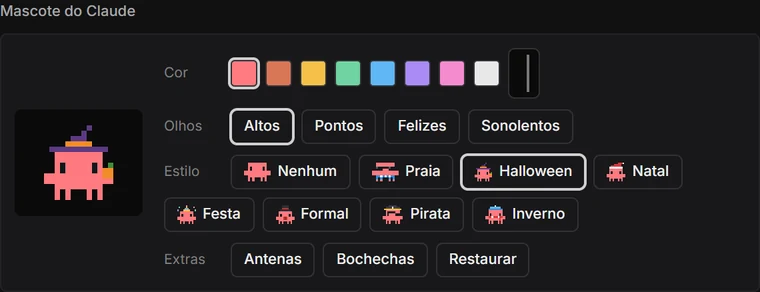 Mascote do Claude
Cor
Olhos Altos Pontos Felizes Sonolentos
Estilo Nenhum Praia Halloween Natal
Festa Formal Pirata Inverno
Extras Antenas Bochechas Restaurar